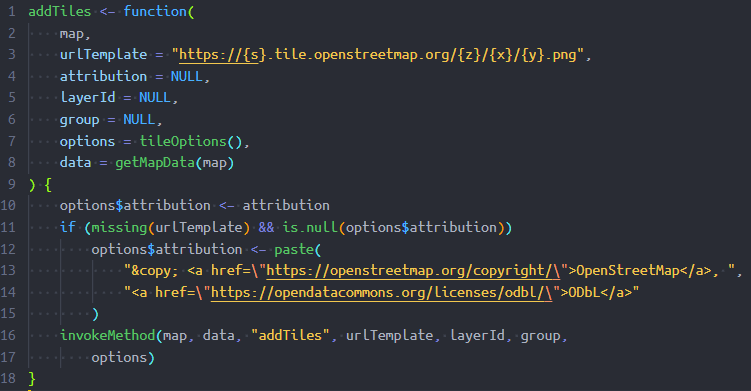 1 addTiles <- function(
2     map,
3     urlTemplate = "https://{s}.tile.openstreetmap.org/{z}/{x}/{y}.png",
4     attribution = NULL,
5     layerId = NULL,
6     group = NULL,
7     options = tileOptions(),
8     data = getMapData(map)
9 ) {
10     options$attribution <- attribution
11     if (missing(urlTemplate) && is.null(options$attribution))
12         options$attribution <- paste(
13             "&copy; <a href=\"https://openstreetmap.org/copyright/\">OpenStreetMap</a>, ",
14             "<a href=\"https://opendatacommons.org/licenses/odbl/\">ODbL</a>"
15         )
16     invokeMethod(map, data, "addTiles", urlTemplate, layerId, group,
17         options)
18 }